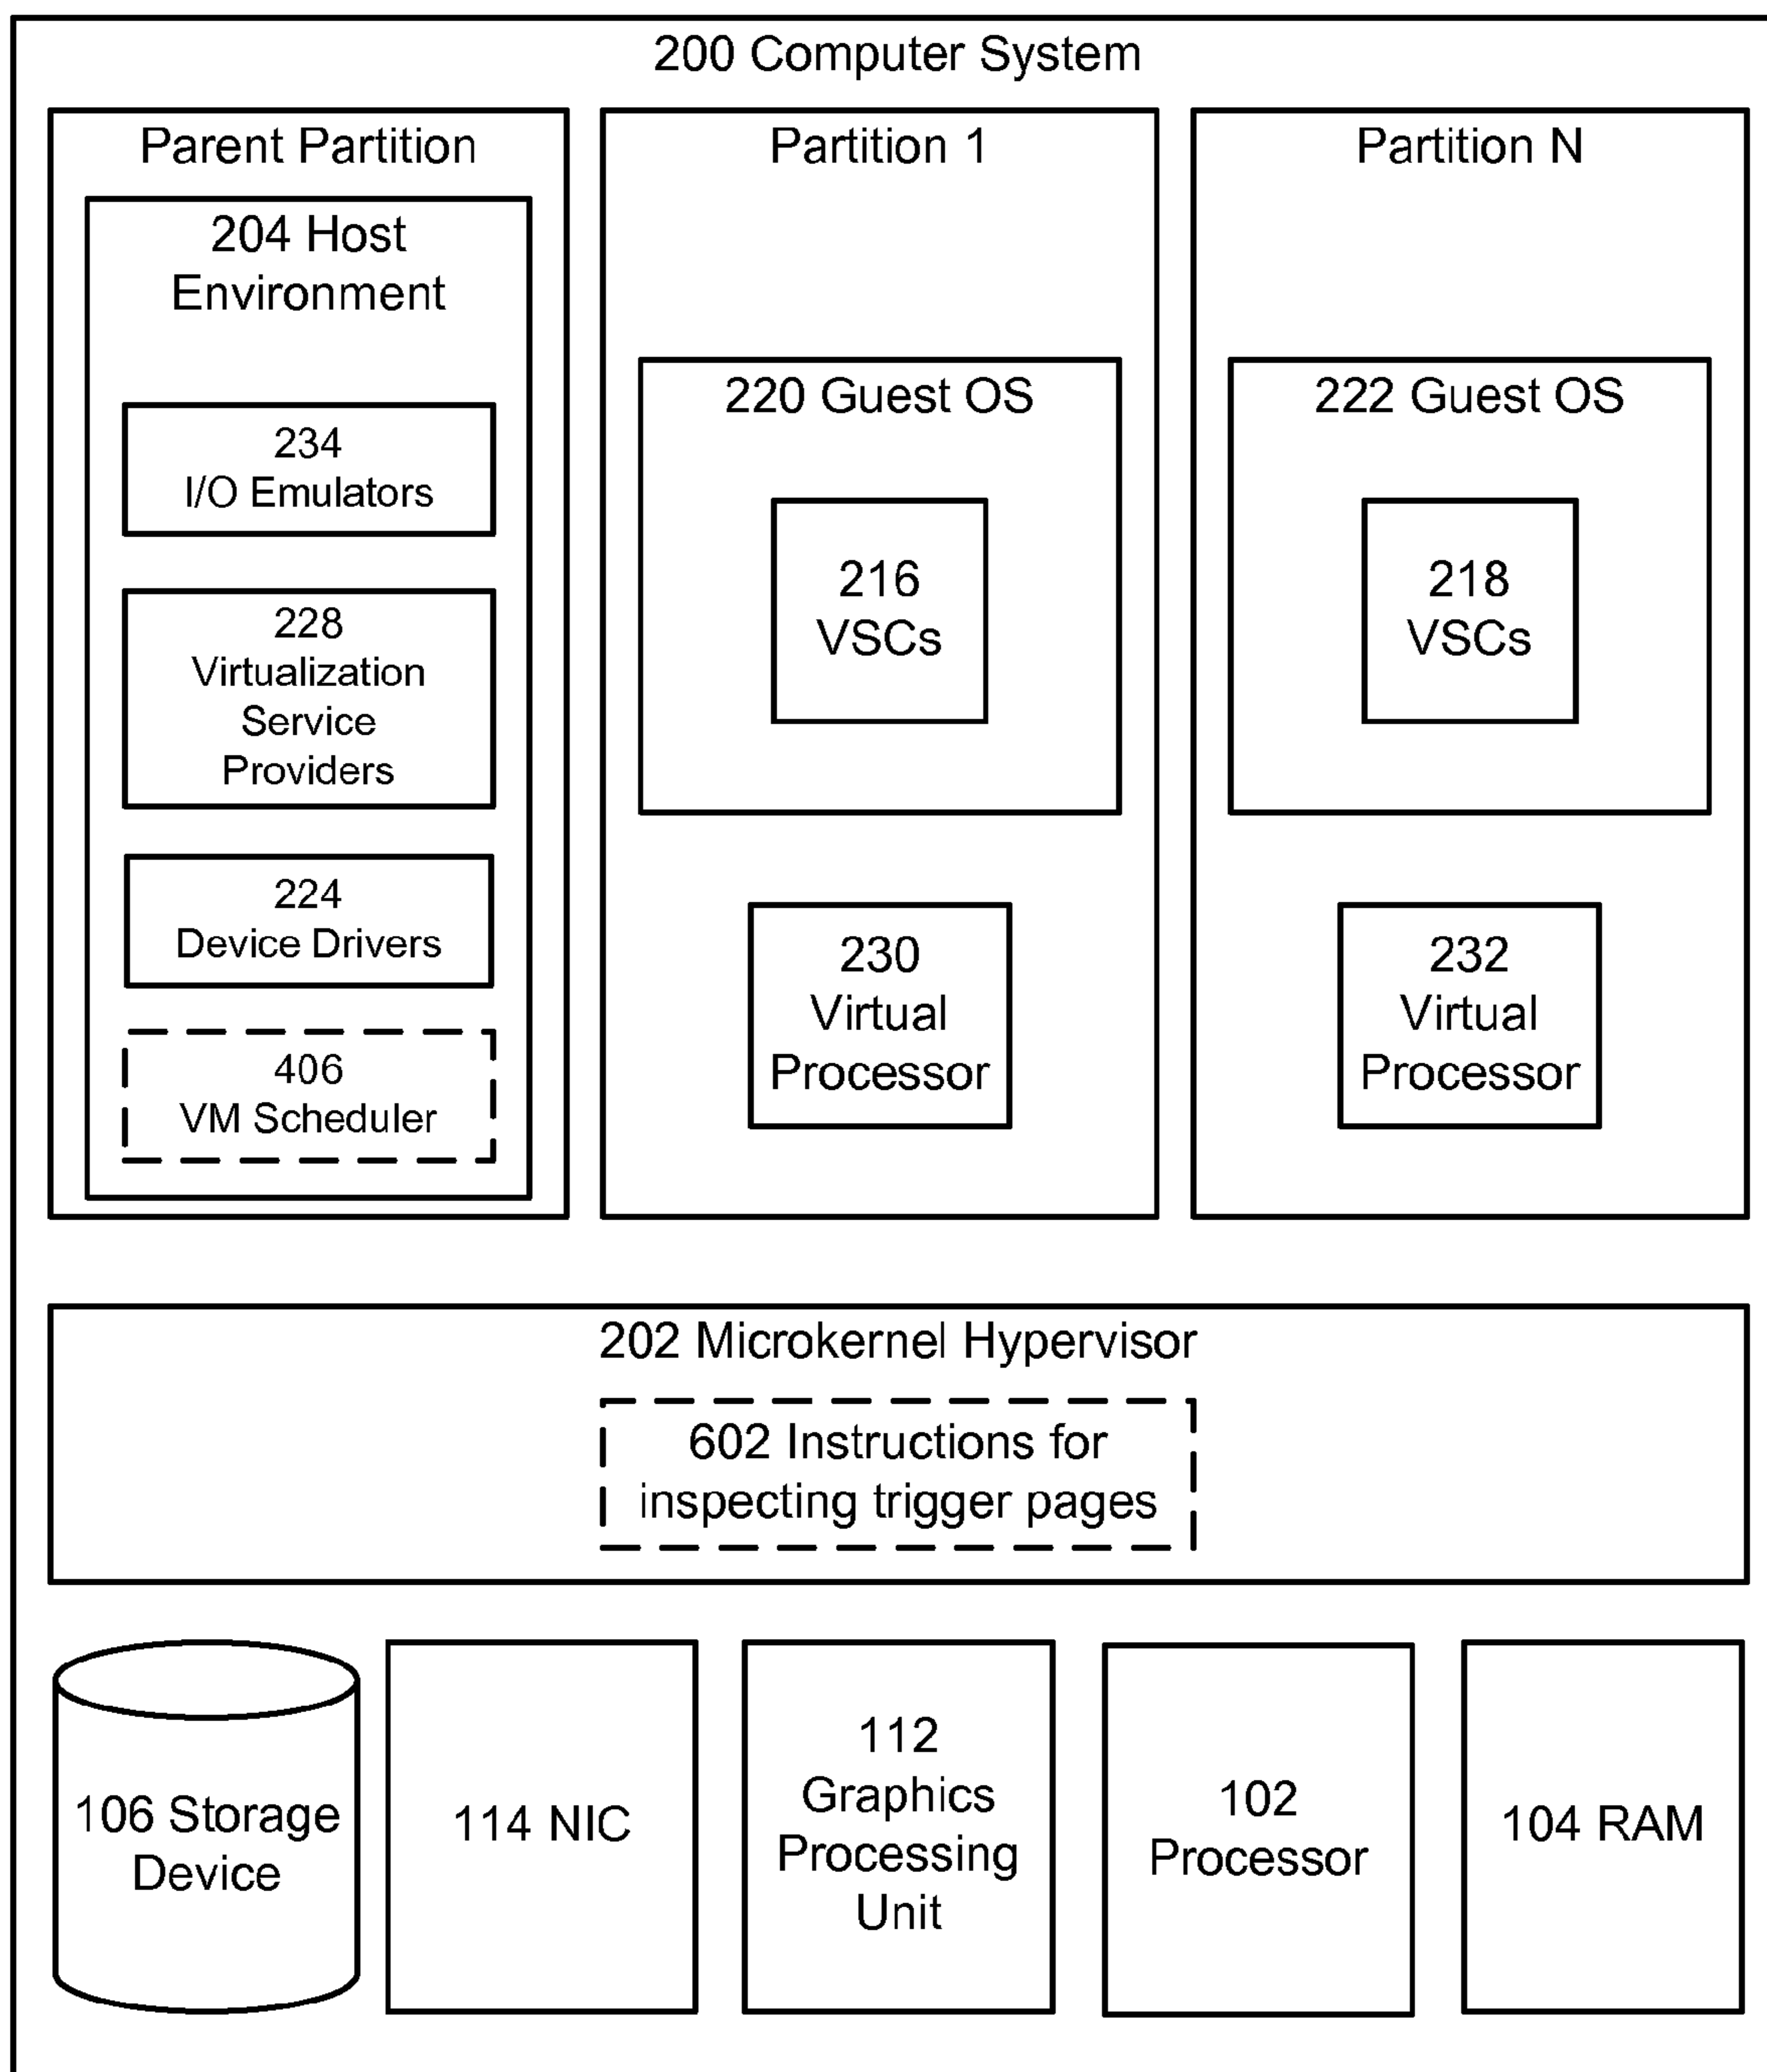 200 Computer System
Parent Partition
204 Host
Environment
234
I/O Emulators
228
Virtualization
Service
Providers
224
Device Drivers
406
VM Scheduler
Partition 1
220 Guest OS
216
VSCs
230
Virtual
Processor
Partition N
222 Guest OS
218
VSCs
232
Virtual
Processor
202 Microkernel Hypervisor
602 Instructions for
inspecting trigger pages
106 Storage
Device
114 NIC
112
Graphics
Processing
Unit
102
Processor
104 RAM